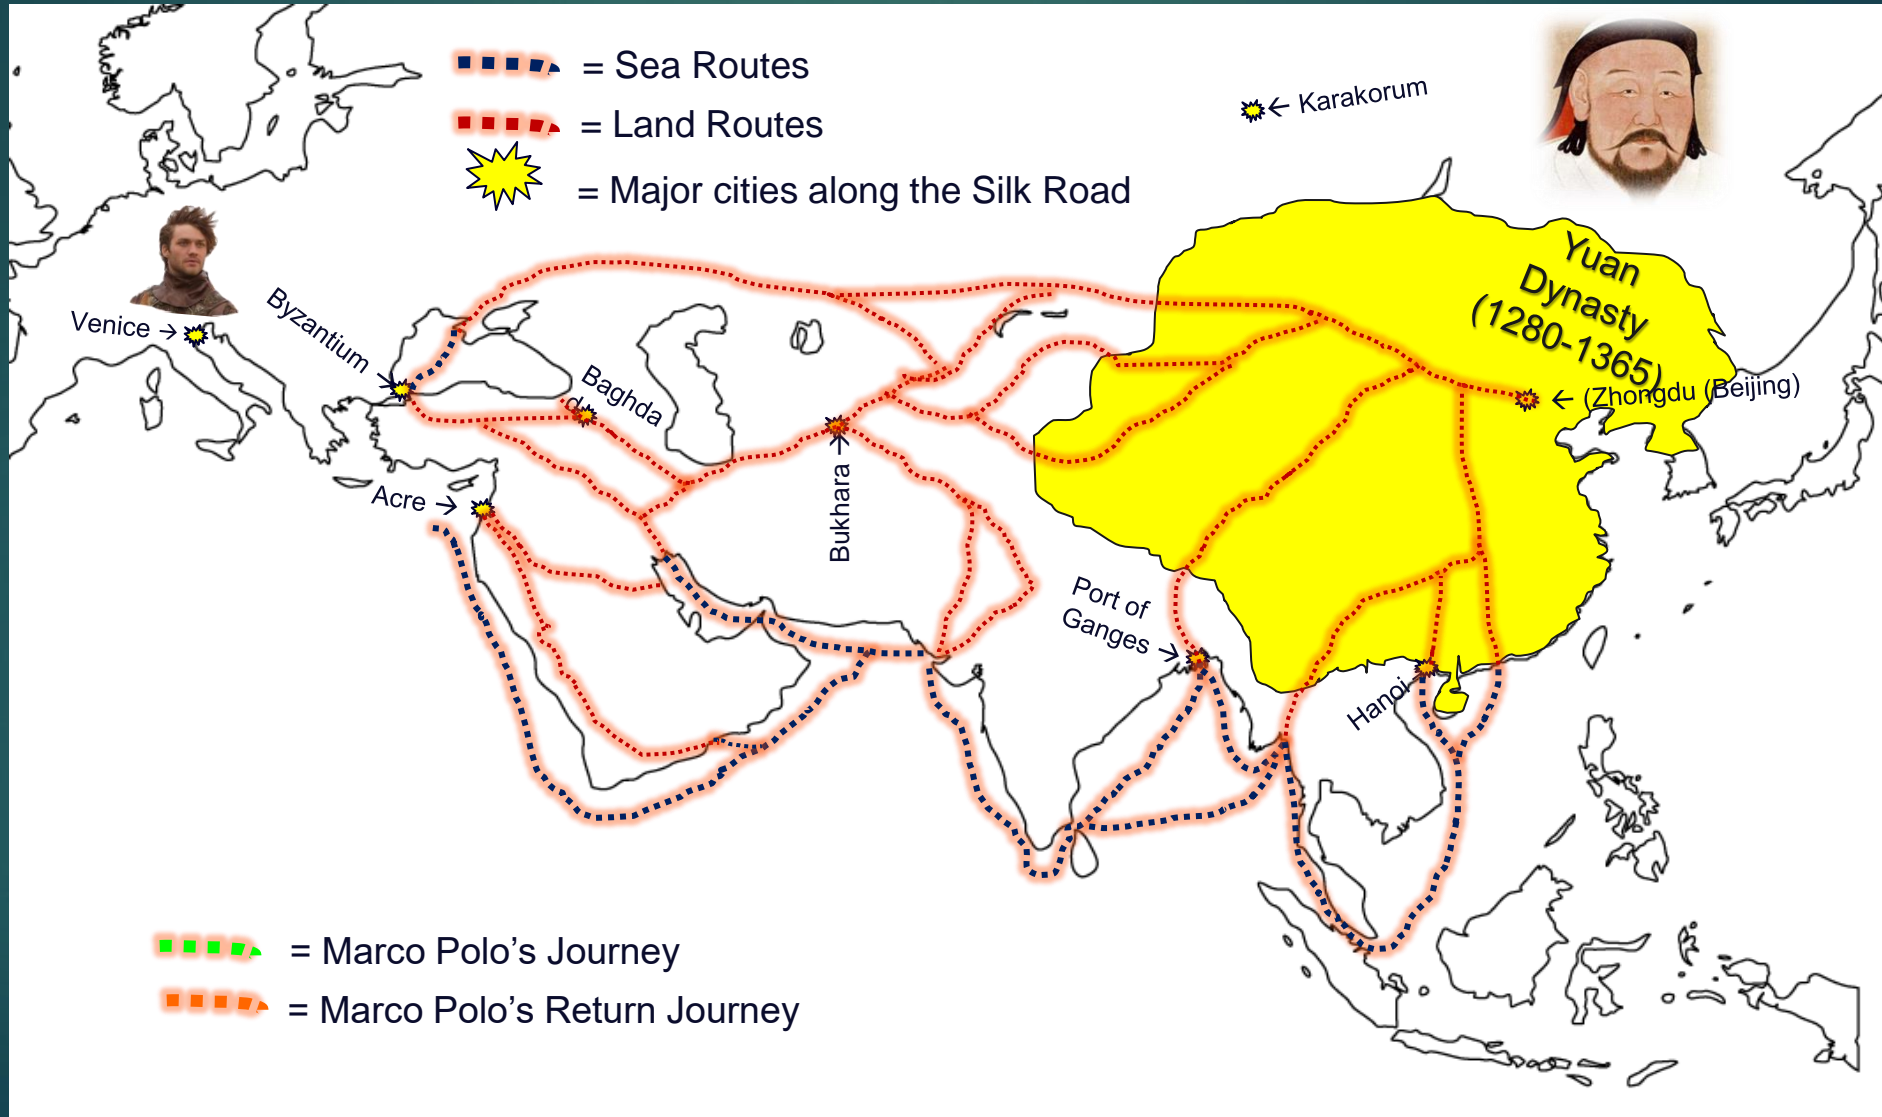 = Sea Routes
= Land Routes
= Major cities along the Silk Road
← Karakorum
Yuan
Dynasty
(1280-1365)
Venice →
Byzantium
Baghda
d
← (Zhongdu (Beijing)
Acre →
Bukhara →
Port of
Ganges →
Hanoi
= Marco Polo’s Journey
= Marco Polo’s Return Journey